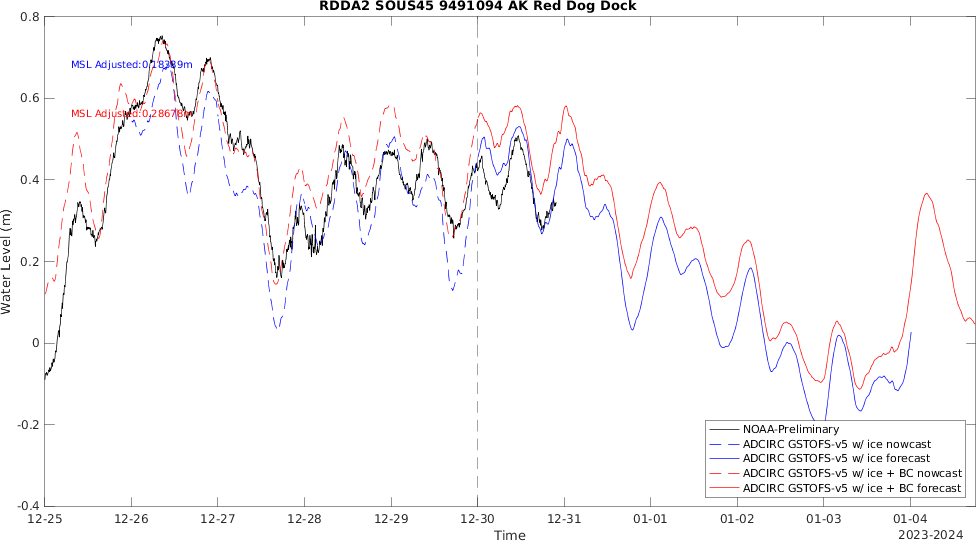 RDDA2 SOUS45 9491094 AK Red Dog Dock
0.8
0.6
0.4
0.2
0
-0.2
-0.4
Water Level (m)
MSL Adjusted:0.18389m
MSL Adjusted:0.28678m
NOAA-Preliminary
ADCIRC GSTOFS-v5 w/ ice nowcast
ADCIRC GSTOFS-v5 w/ ice forecast
ADCIRC GSTOFS-v5 w/ ice + BC nowcast
ADCIRC GSTOFS-v5 w/ ice + BC forecast
12-25 12-26 12-27 12-28 12-29 12-30 12-31 01-01 01-02 01-03 01-04
Time
2023-2024